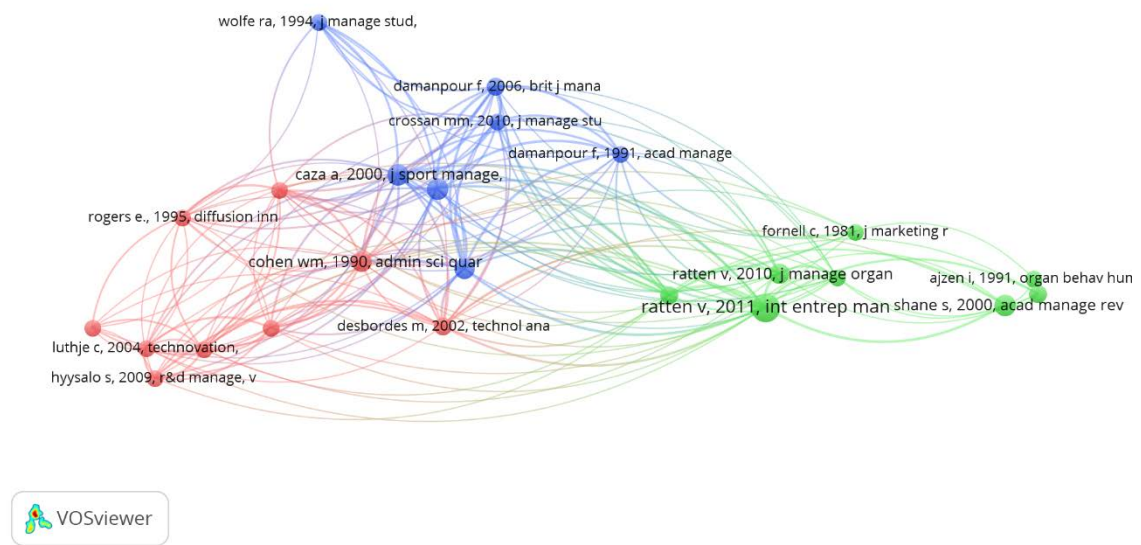 wolfe ra, 1994, j manage stud,
damanpour f, 2006, brit j mana
crossan mm, 2010, j manage stu
damanpour f, 1991, acad manage
caza a, 2000, j sport manage,
rogers e., 1995, diffusion inn
fornell c, 1981, j marketing r
cohen wm, 1990, admin sci quar
ratten v, 2010, j manage organ
ajzen i, 1991, organ behav hum
ratten v, 2011, int entrep man
shane s, 2000, acad manage rev
desbordes m, 2002, technol ana
luthje c, 2004, technovation,
hyysalo s, 2009, r&d manage, v
VOSviewer